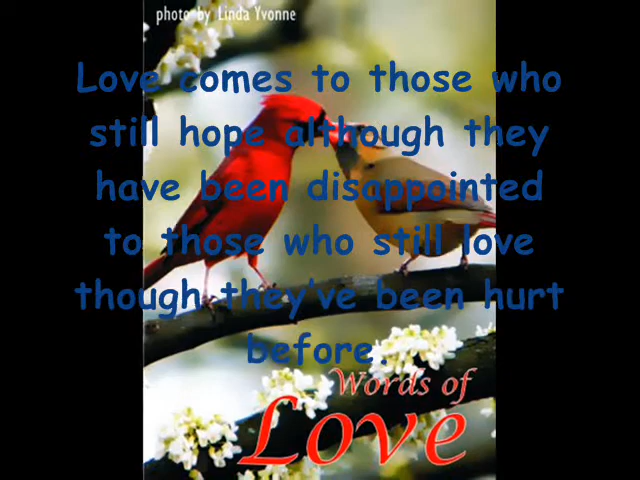 photo by Linda Yvonne
Love comes to those who
still hope although they
have been disappointed
to those who still love
though they've been hurt
before.
Words of
Love